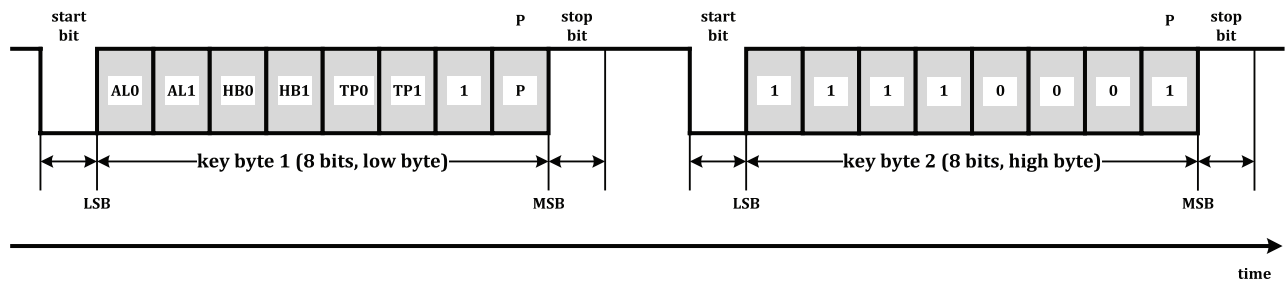 start
bit
P
stop
bit
start
bit
P
stop
bit
AL0 AL1 HB0 HB1 TP0 TP1 1 P
1 1 1 1 0 0 0 1
key byte 1 (8 bits, low byte)
key byte 2 (8 bits, high byte)
LSB
MSB
LSB
MSB
time